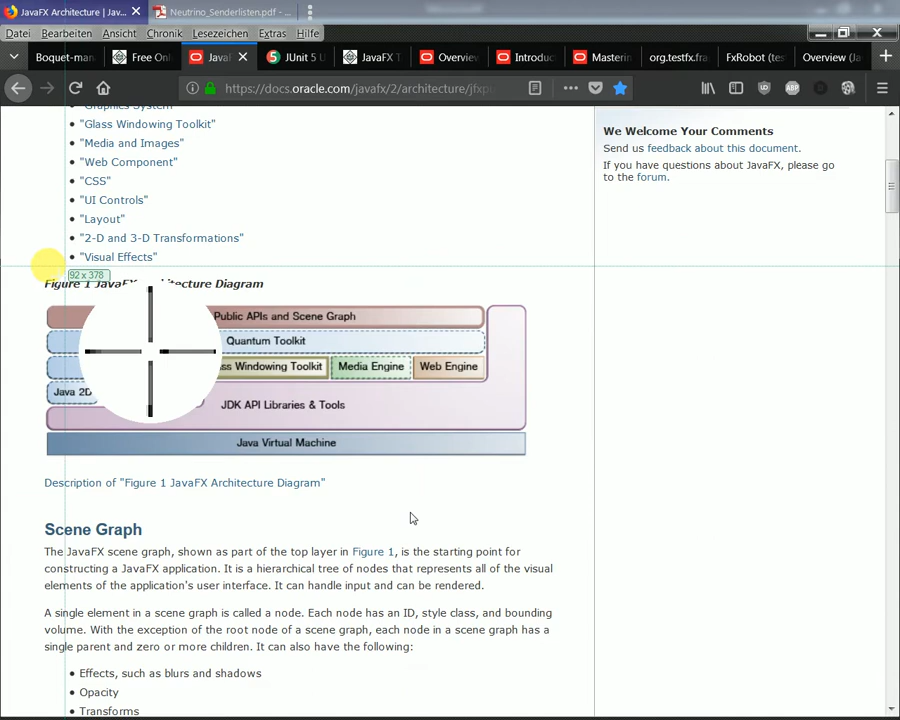 JavaFX Architecture | Java
Neutrino_Senderlisten.pdf - ...
Datei Bearbeiten Ansicht Chronik Lesezeichen Extras Hilfe
Boquet-man
Free Onli
JavaF
JUnit 5 U
JavaFX T
Overview
Introduc
Masterin
org.testfx.fra
FxRobot (tes
Overview (Ja
https://docs.oracle.com/javafx/2/architecture/jfxp
"Graphics System"
"Glass Windowing Toolkit"
"Media and Images"
"Web Component"
"CSS"
"UI Controls"
"Layout"
"2-D and 3-D Transformations"
"Visual Effects"
We Welcome Your Comments
Send us feedback about this document.
If you have questions about JavaFX, please go
to the forum.
92 x 378
Figure 1 JavaFX Architecture Diagram
Public APIs and Scene Graph
Quantum Toolkit
ass Windowing Toolkit
Media Engine
Web Engine
Java 2D
JDK API Libraries & Tools
Java Virtual Machine
Description of "Figure 1 JavaFX Architecture Diagram"
Scene Graph
The JavaFX scene graph, shown as part of the top layer in Figure 1, is the starting point for
constructing a JavaFX application. It is a hierarchical tree of nodes that represents all of the visual
elements of the application's user interface. It can handle input and can be rendered.
A single element in a scene graph is called a node. Each node has an ID, style class, and bounding
volume. With the exception of the root node of a scene graph, each node in a scene graph has a
single parent and zero or more children. It can also have the following:
Effects, such as blurs and shadows
Opacity
Transforms